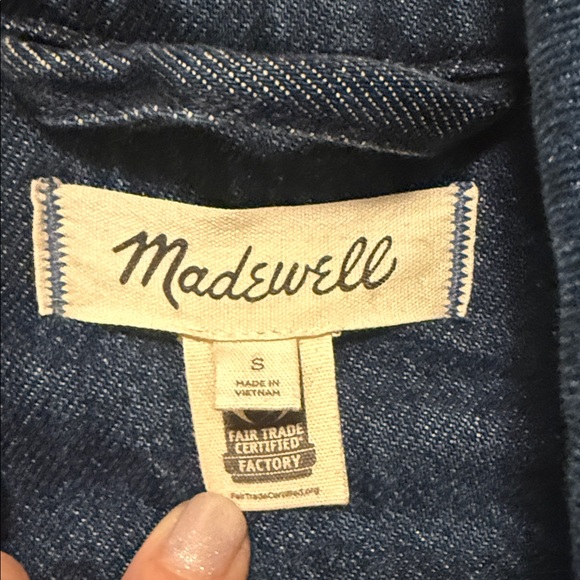 Madewell
S
MADE IN
VIETNAM
FAIR TRADE
CERTIFIED
FACTORY
FairTradeCertified.org